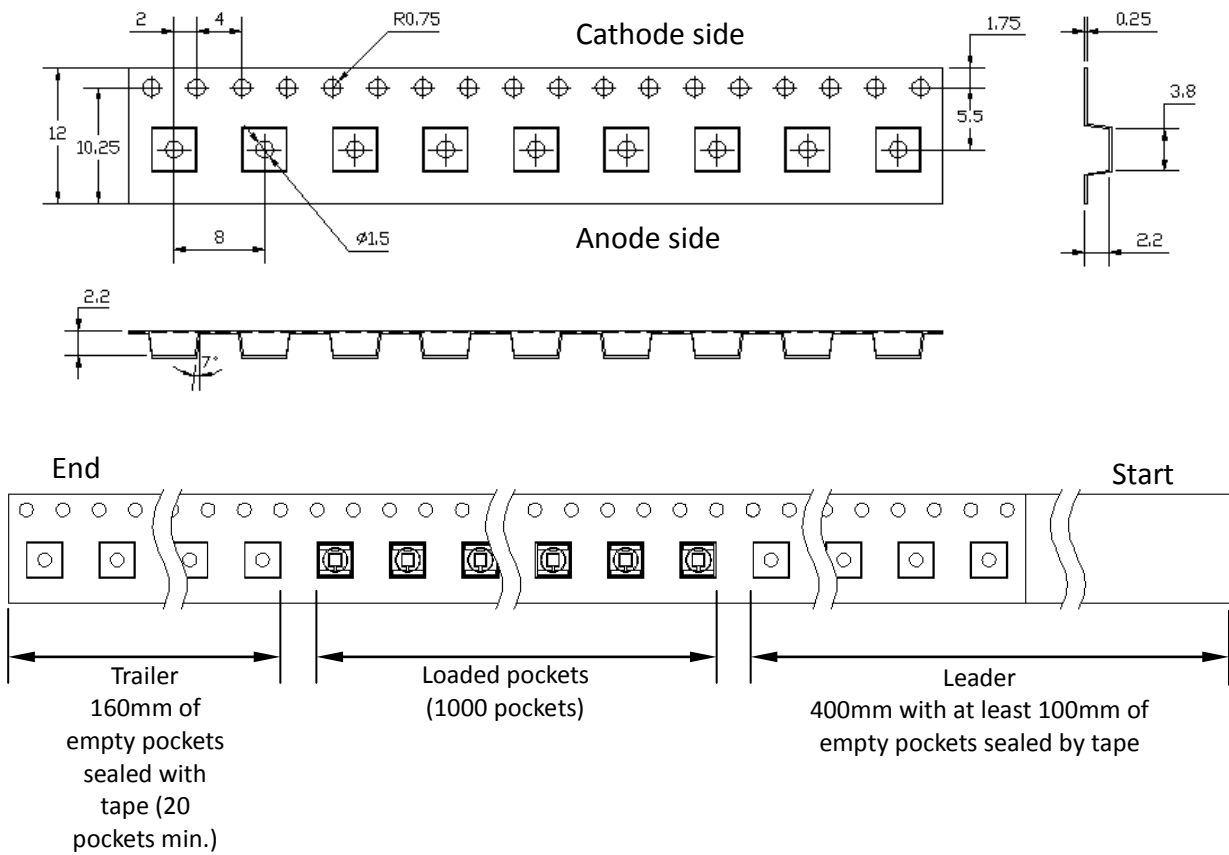 2
4
R0.75
Cathode side
1.75
0.25
12
10.25
5.5
3.8
8
Ø1.5
Anode side
2.2
2.2
7°
End
Start
Trailer
160mm of
empty pockets
sealed with
tape (20
pockets min.)
Loaded pockets
(1000 pockets)
Leader
400mm with at least 100mm of
empty pockets sealed by tape